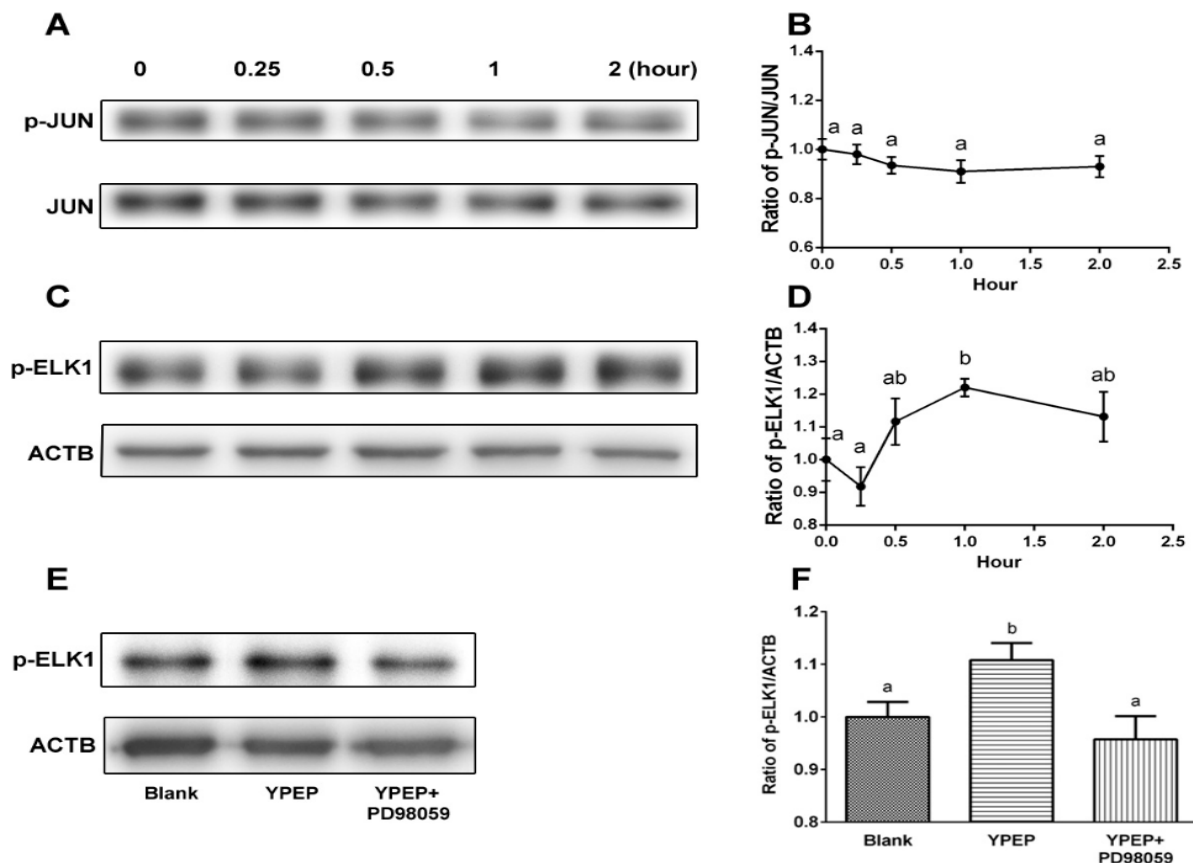 A
0 0.25 0.5 1 2 (hour)
p-JUN
JUN
B
Ratio of p-JUN/JUN
1.4
1.2
1.0
0.8
0.6
a a a a a
0.0 0.5 1.0 1.5 2.0 2.5
Hour
C
p-ELK1
ACTB
D
Ratio of p-ELK1/ACTB
1.4
1.3
1.2
1.1
1.0
0.9
0.8
a a ab b ab
0.0 0.5 1.0 1.5 2.0 2.5
Hour
E
p-ELK1
ACTB
Blank YPEP YPEP+
PD98059
F
Ratio of p-ELK1/ACTB
1.2
1.1
1.0
0.9
0.8
a b a
Blank YPEP YPEP+
PD98059